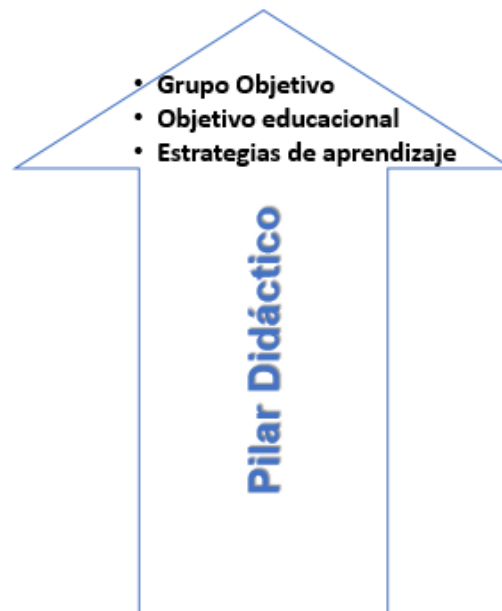 • Grupo Objetivo
• Objetivo educacional
• Estrategias de aprendizaje
Pilar Didáctico